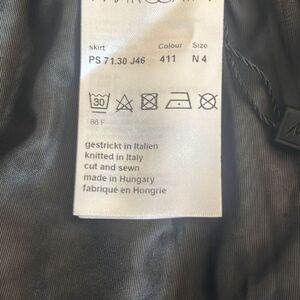 skirt Colour Size
PS 71.30 J46 411 N 4
30
86 F
gestrickt in Italien
knitted in Italy
cut and sewn
made in Hungary
fabriqué en Hongrie